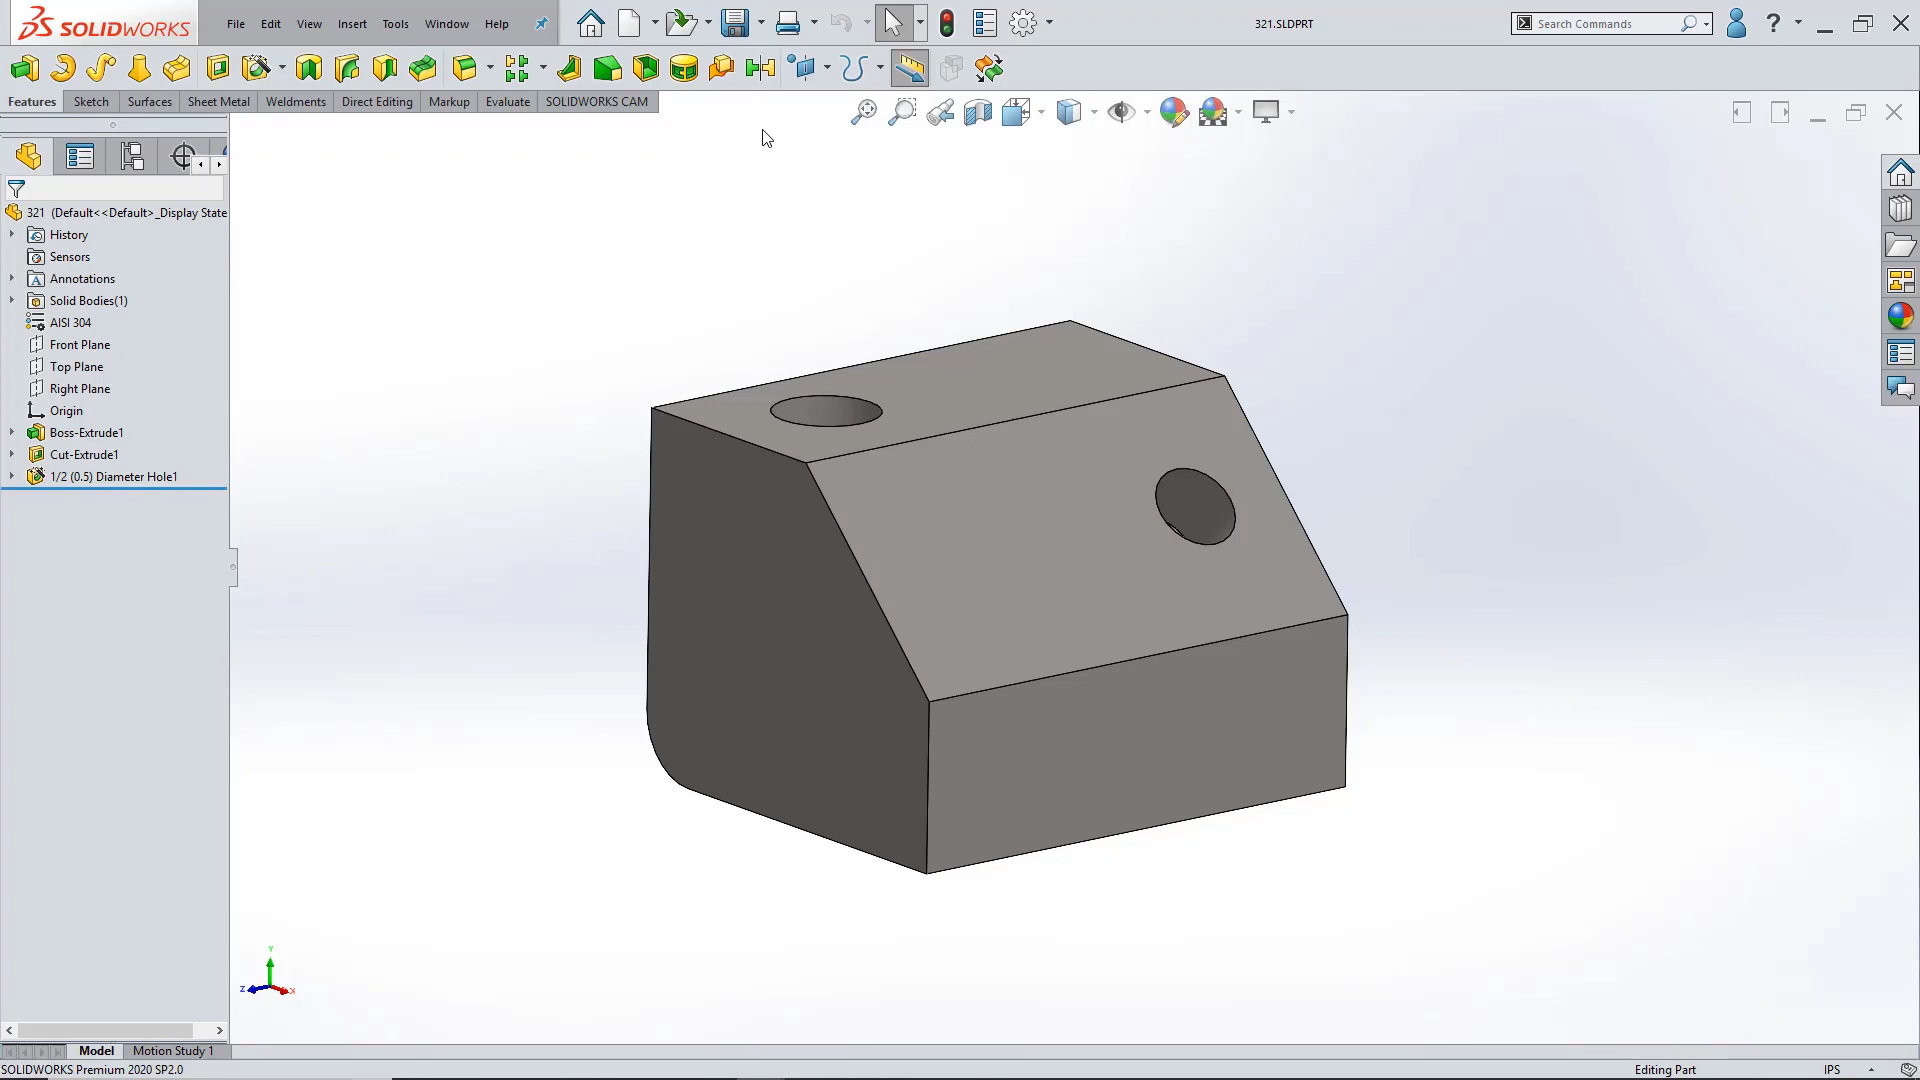 SOLIDWORKS
File Edit View Insert Tools Window Help
321.SLDPRT
Search Commands
?
Features Sketch Surfaces Sheet Metal Weldments Direct Editing Markup Evaluate SOLIDWORKS CAM
321 (Default<<Default>_Display State
History
Sensors
Annotations
Solid Bodies(1)
AISI 304
Front Plane
Top Plane
Right Plane
Origin
Boss-Extrude1
Cut-Extrude1
1/2 (0.5) Diameter Hole1
Y
Z X
Model Motion Study 1
SOLIDWORKS Premium 2020 SP2.0
Editing Part
IPS